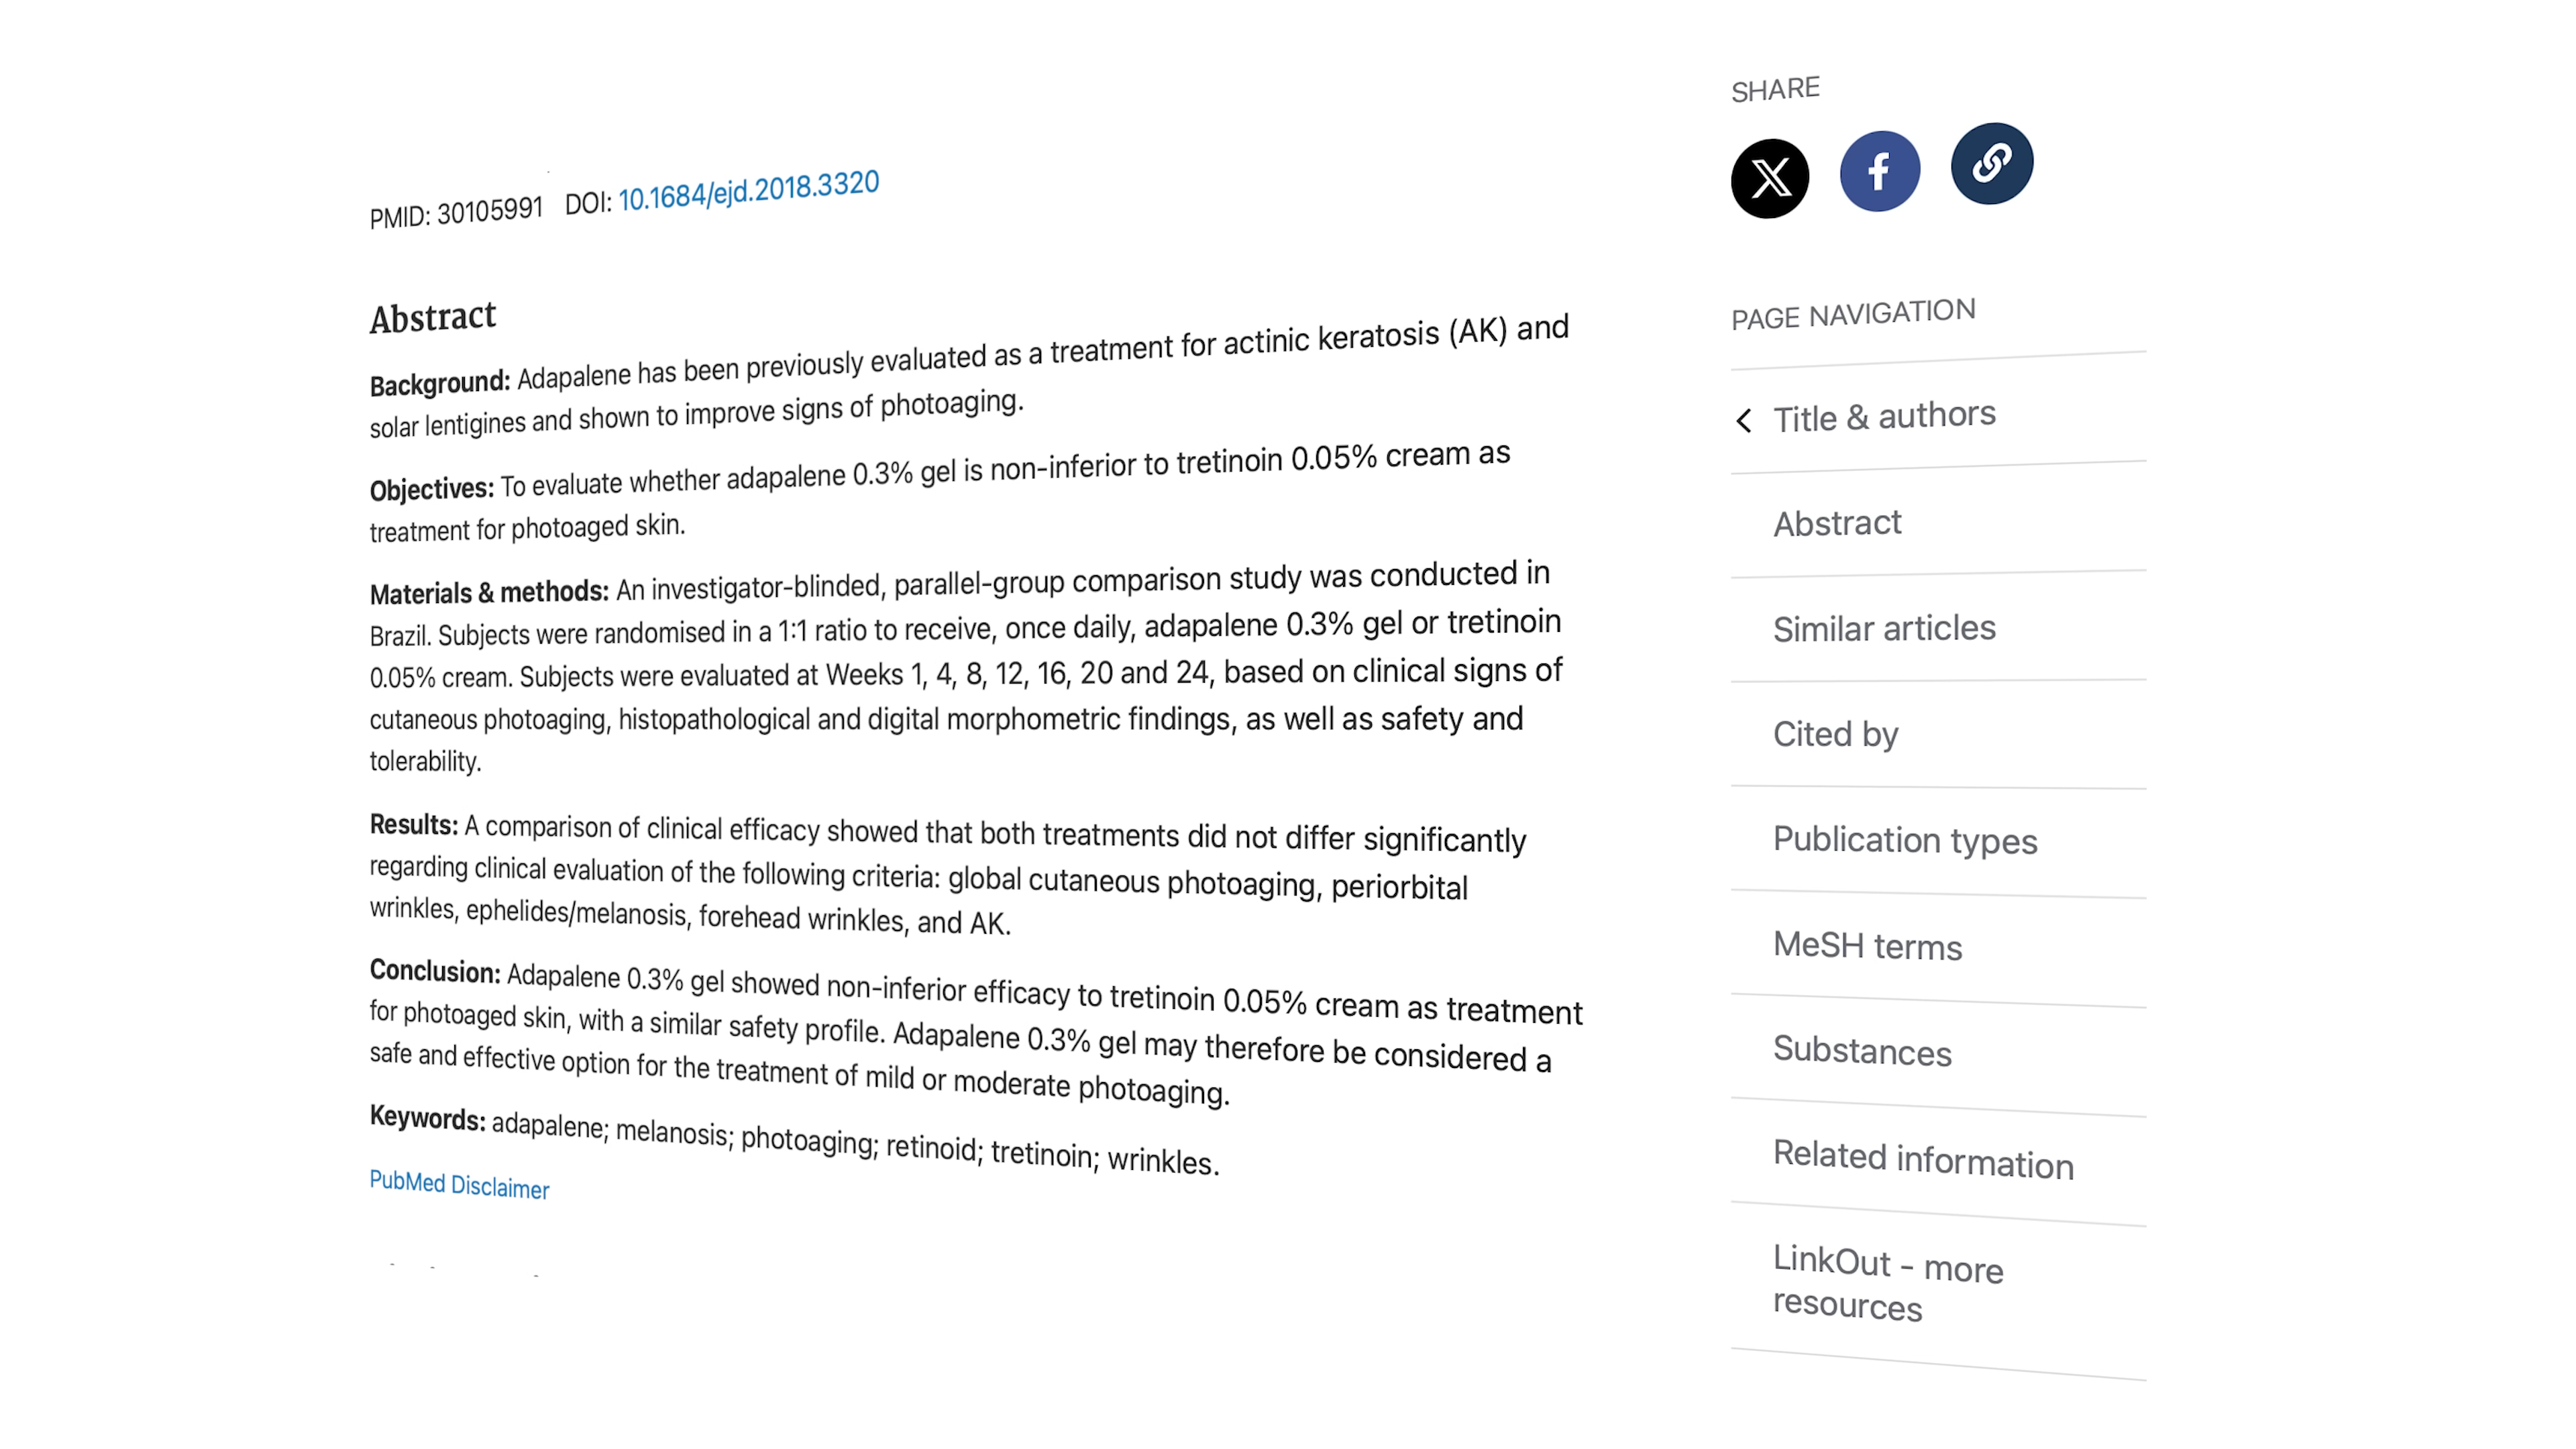 PMID: 30105991 DOI: 10.1684/ejd.2018.3320
Abstract
Background: Adapalene has been previously evaluated as a treatment for actinic keratosis (AK) and
solar lentigines and shown to improve signs of photoaging.
Objectives: To evaluate whether adapalene 0.3% gel is non-inferior to tretinoin 0.05% cream as
treatment for photoaged skin.
Materials & methods: An investigator-blinded, parallel-group comparison study was conducted in
Brazil. Subjects were randomised in a 1:1 ratio to receive, once daily, adapalene 0.3% gel or tretinoin
0.05% cream. Subjects were evaluated at Weeks 1, 4, 8, 12, 16, 20 and 24, based on clinical signs of
cutaneous photoaging, histopathological and digital morphometric findings, as well as safety and
tolerability.
Results: A comparison of clinical efficacy showed that both treatments did not differ significantly
regarding clinical evaluation of the following criteria: global cutaneous photoaging, periorbital
wrinkles, ephelides/melanosis, forehead wrinkles, and AK.
Conclusion: Adapalene 0.3% gel showed non-inferior efficacy to tretinoin 0.05% cream as treatment
for photoaged skin, with a similar safety profile. Adapalene 0.3% gel may therefore be considered a
safe and effective option for the treatment of mild or moderate photoaging.
Keywords: adapalene; melanosis; photoaging; retinoid; tretinoin; wrinkles.
PubMed Disclaimer
SHARE
PAGE NAVIGATION
Title & authors
Abstract
Similar articles
Cited by
Publication types
MeSH terms
Substances
Related information
LinkOut - more
resources